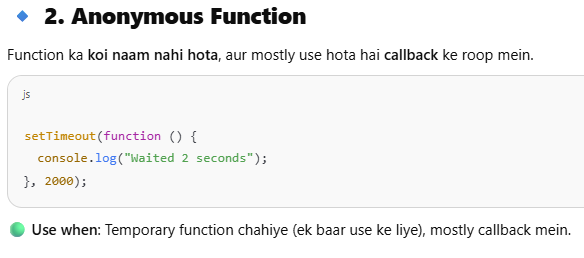 🔹 2. Anonymous Function
Function ka koi naam nahi hota, aur mostly use hota hai callback ke roop mein.
js
setTimeout(function () {
  console.log("Waited 2 seconds");
}, 2000);
🟢 Use when: Temporary function chahiye (ek baar use ke liye), mostly callback mein.